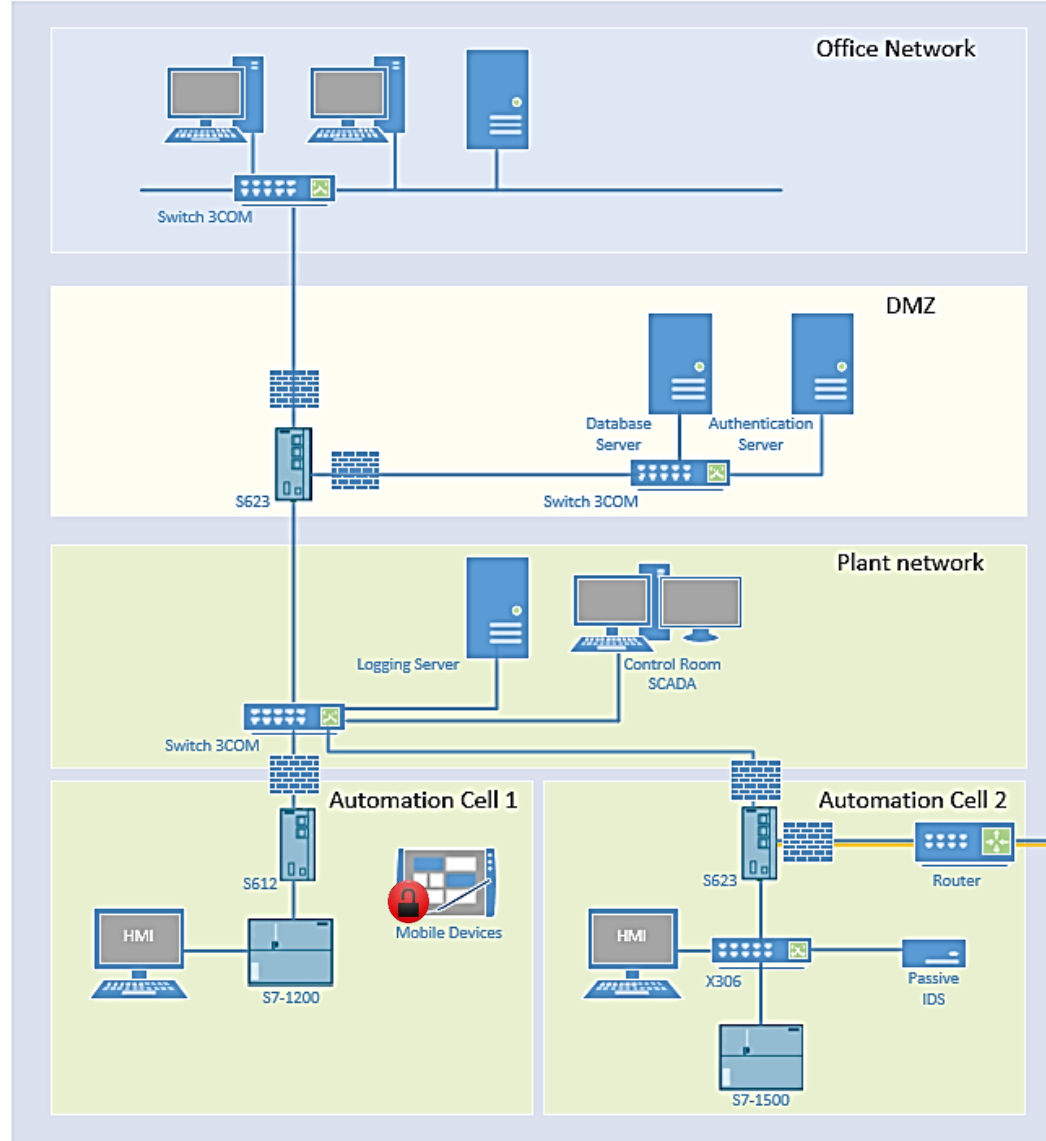 Office Network
Switch 3COM
DMZ
Database
Server
Authentication
Server
S623
Switch 3COM
Plant network
Logging Server
Control Room
SCADA
Switch 3COM
Automation Cell 1
S612
Mobile Devices
HMI
S7-1200
Automation Cell 2
S623
Router
HMI
X306
Passive
IDS
S7-1500